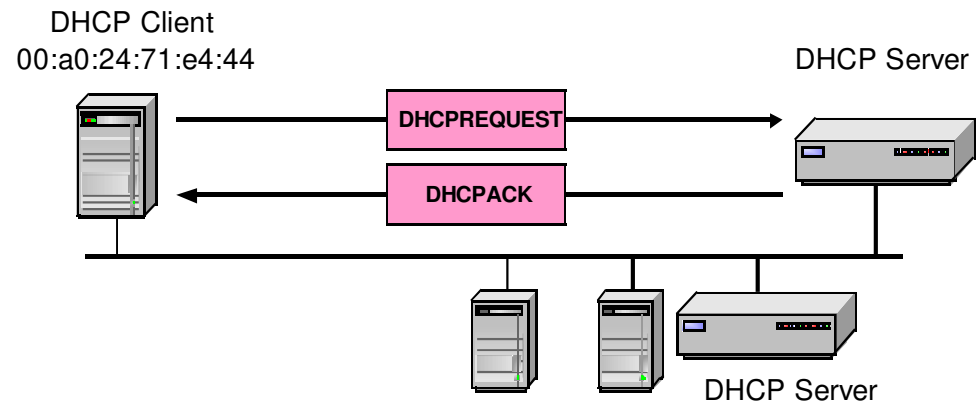 DHCP Client
00:a0:24:71:e4:44
DHCP Server
DHCPREQUEST
DHCPACK
DHCP Server